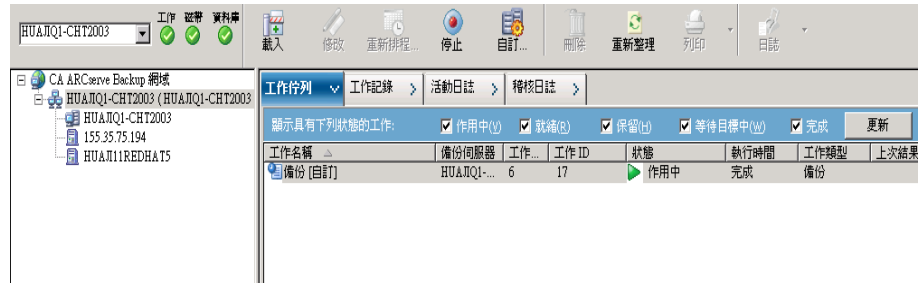 HUAJIQ1-CHT2003
工作 磁帶 資料庫
載入 修改 重新排程... 停止 自訂... 刪除 重新整理 列印 日誌
CA ARCserve Backup 網域
HUAJIQ1-CHT2003 (HUAJIQ1-CHT2003
HUAJIQ1-CHT2003
155.35.75.194
HUAJI11REDHAT5
工作佇列 工作記錄 活動日誌 稽核日誌
顯示具有下列狀態的工作: 作用中(V) 就緒(R) 保留(H) 等待目標中(W) 完成 更新
工作名稱 備份伺服器 工作... 工作 ID 狀態 執行時間 工作類型 上次結果
備份 [自訂] HUAJIQ1-... 6 17 作用中 完成 備份